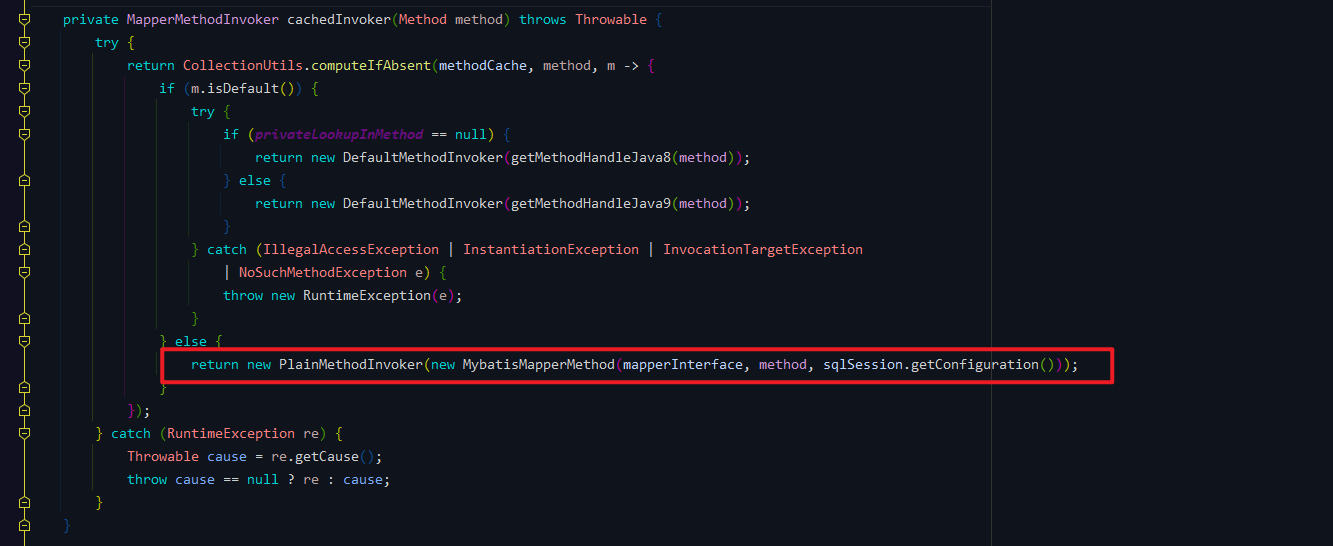 private MapperMethodInvoker cachedInvoker(Method method) throws Throwable {
try {
return CollectionUtils.computeIfAbsent(methodCache, method, m -> {
if (m.isDefault()) {
try {
if (privateLookupInMethod == null) {
return new DefaultMethodInvoker(getMethodHandleJava8(method));
} else {
return new DefaultMethodInvoker(getMethodHandleJava9(method));
}
} catch (IllegalAccessException | InstantiationException | InvocationTargetException
| NoSuchMethodException e) {
throw new RuntimeException(e);
}
} else {
return new PlainMethodInvoker(new MybatisMapperMethod(mapperInterface, method, sqlSession.getConfiguration()));
}
});
} catch (RuntimeException re) {
Throwable cause = re.getCause();
throw cause == null ? re : cause;
}
}